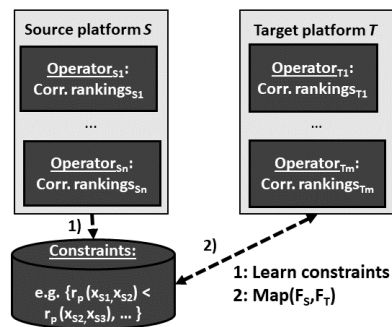 Source platform S
Operator_S1:
Corr. rankings_S1
...
Operator_Sn:
Corr. rankings_Sn
Target platform T
Operator_T1:
Corr. rankings_T1
...
Operator_Tm:
Corr. rankings_Tm
1)
2)
Constraints:
e.g. {r_p(x_S1,x_S2) <
r_p(x_S2,x_S3), ... }
1: Learn constraints
2: Map(F_S,F_T)